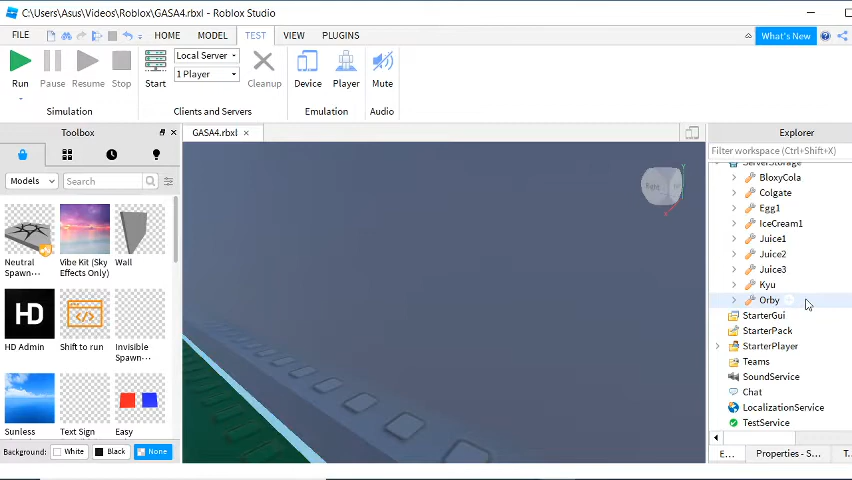 C:\Users\Asus\Videos\Roblox\GASA4.rbxl - Roblox Studio
FILE HOME MODEL TEST VIEW PLUGINS What's New
Run Pause Resume Stop Start Local Server 1 Player Cleanup Device Player Mute
Simulation Clients and Servers Emulation Audio
Toolbox GASA4.rbxl × Explorer
Filter workspace (Ctrl+Shift+X)
Models Search
Neutral Spawn... Vibe Kit (Sky Effects Only) Wall
HD
HD Admin Shift to run Invisible Spawn...
Sunless Text Sign Easy
Background: White Black None
Right
ServerStorage
BloxyCola
Colgate
Egg1
IceCream1
Juice1
Juice2
Juice3
Kyu
Orby
StarterGui
StarterPack
StarterPlayer
Teams
SoundService
Chat
LocalizationService
TestService
E... Properties - S... T...